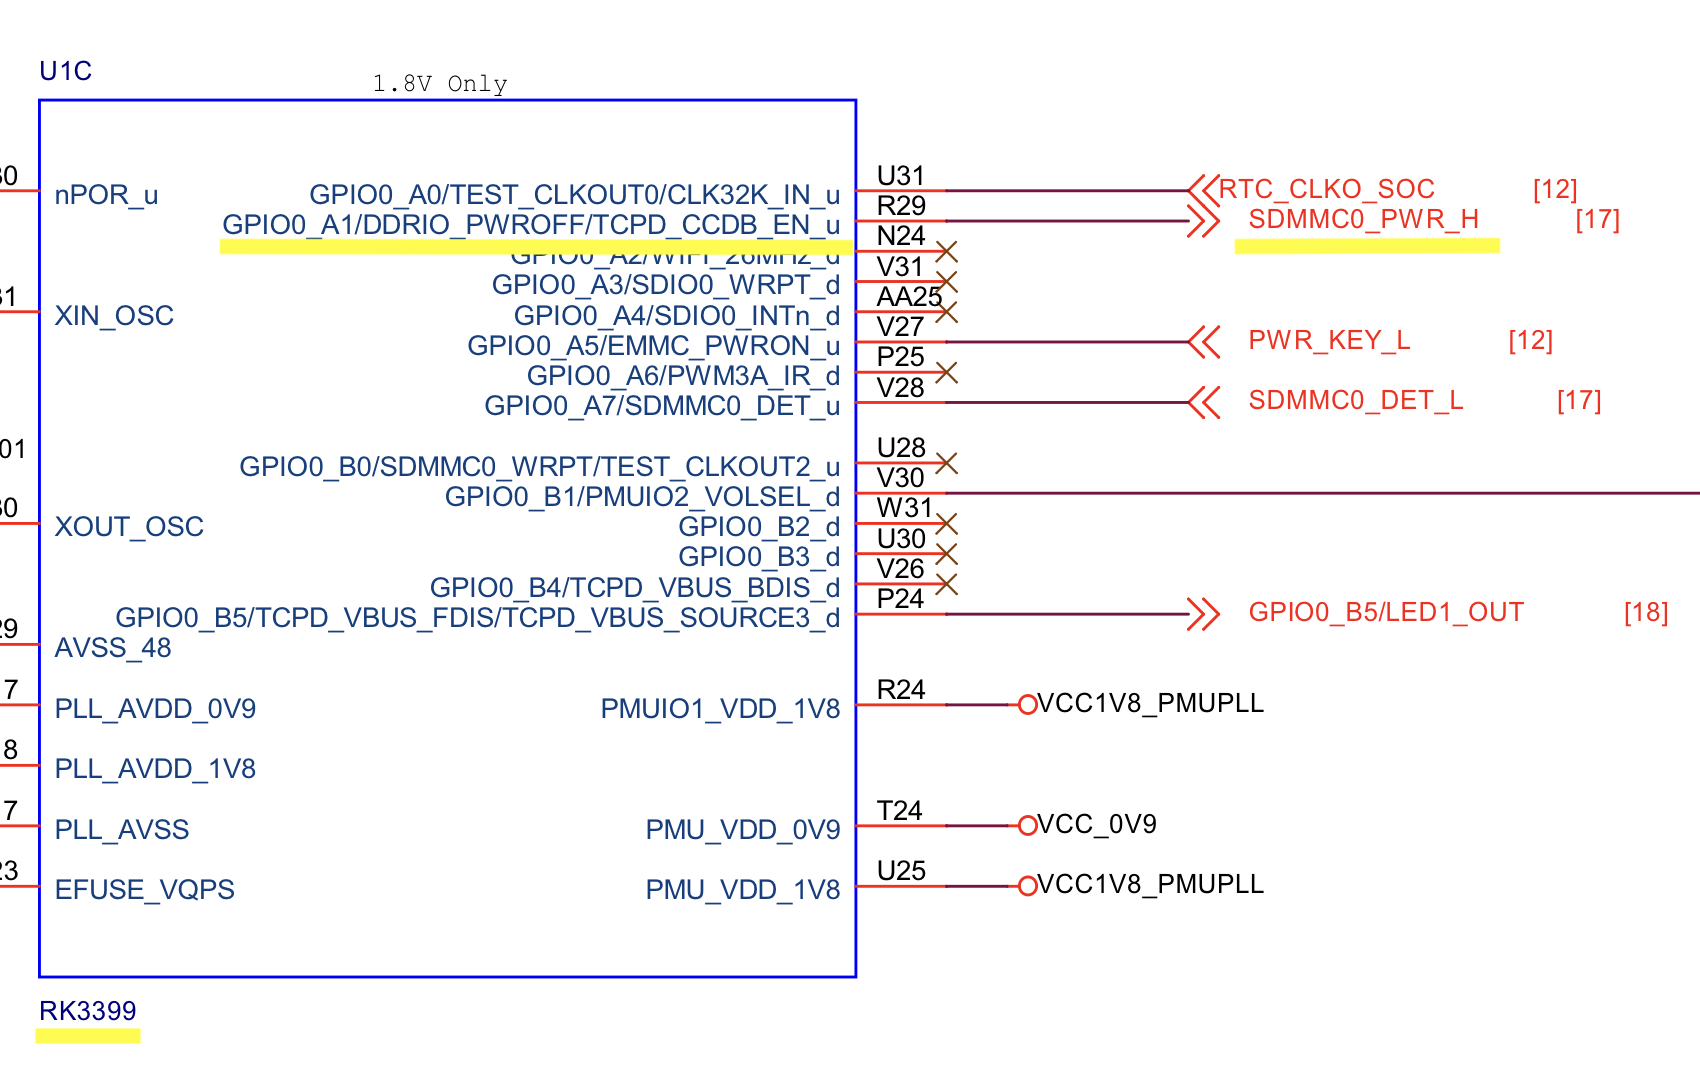 U1C
1.8V Only
30
nPOR_u
GPIO0_A0/TEST_CLKOUT0/CLK32K_IN_u
U31
RTC_CLKO_SOC
[12]
GPIO0_A1/DDRIO_PWROFF/TCPD_CCDB_EN_u
R29
SDMMC0_PWR_H
[17]
GPIO0_A2/WIFI_26MHz_d
N24
GPIO0_A3/SDIO0_WRPT_d
V31
31
XIN_OSC
GPIO0_A4/SDIO0_INTn_d
AA25
GPIO0_A5/EMMC_PWRON_u
V27
PWR_KEY_L
[12]
GPIO0_A6/PWM3A_IR_d
P25
GPIO0_A7/SDMMC0_DET_u
V28
SDMMC0_DET_L
[17]
01
GPIO0_B0/SDMMC0_WRPT/TEST_CLKOUT2_u
U28
GPIO0_B1/PMUIO2_VOLSEL_d
V30
30
XOUT_OSC
GPIO0_B2_d
W31
GPIO0_B3_d
U30
GPIO0_B4/TCPD_VBUS_BDIS_d
V26
GPIO0_B5/TCPD_VBUS_FDIS/TCPD_VBUS_SOURCE3_d
P24
GPIO0_B5/LED1_OUT
[18]
29
AVSS_48
7
PLL_AVDD_0V9
PMUIO1_VDD_1V8
R24
VCC1V8_PMUPLL
8
PLL_AVDD_1V8
7
PLL_AVSS
PMU_VDD_0V9
T24
VCC_0V9
23
EFUSE_VQPS
PMU_VDD_1V8
U25
VCC1V8_PMUPLL
RK3399